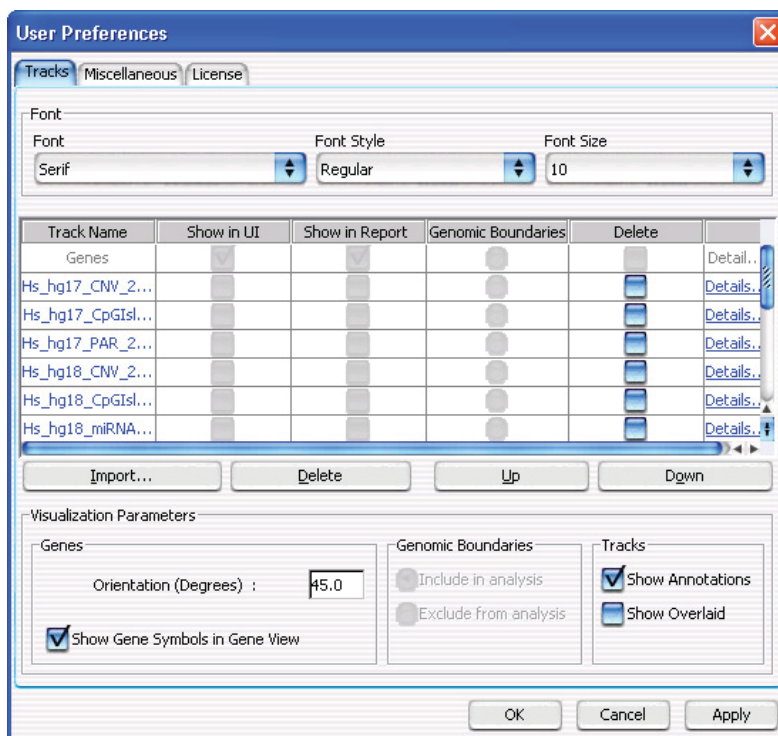 User Preferences
Tracks Miscellaneous License
Font
Font Font Style Font Size
Serif Regular 10
Track Name Show in UI Show in Report Genomic Boundaries Delete
Genes Detail..
Hs_hg17_CNV_2... Details..
Hs_hg17_CpGIsl... Details..
Hs_hg17_PAR_2... Details..
Hs_hg18_CNV_2... Details..
Hs_hg18_CpGIsl... Details..
Hs_hg18_miRNA... Details..
Import... Delete Up Down
Visualization Parameters
Genes Genomic Boundaries Tracks
Orientation (Degrees) : 45.0 Include in analysis Show Annotations
Exclude from analysis Show Overlaid
Show Gene Symbols in Gene View
OK Cancel Apply